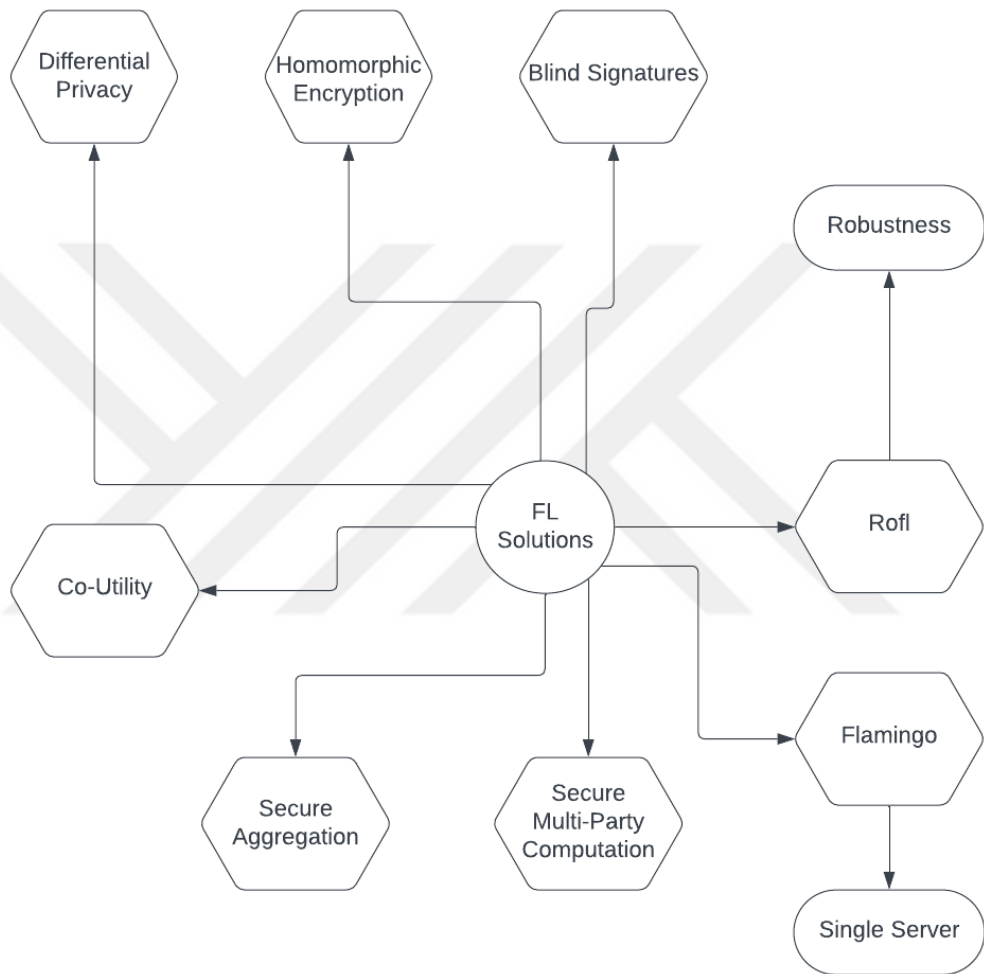 Differential
Privacy
Homomorphic
Encryption
Blind Signatures
Robustness
FL
Solutions
Rofl
Co-Utility
Flamingo
Secure
Aggregation
Secure
Multi-Party
Computation
Single Server